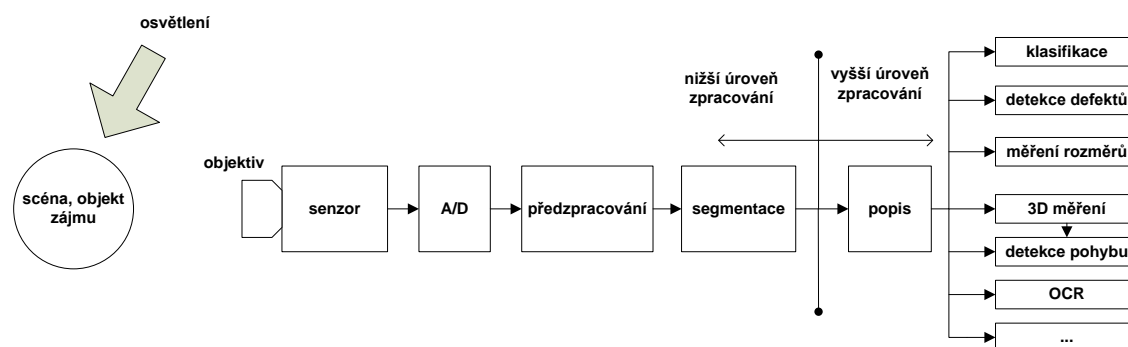 osvětlení
scéna, objekt
zájmu
objektiv
senzor
A/D
předzpracování
segmentace
nižší úroveň
zpracování
vyšší úroveň
zpracování
popis
klasifikace
detekce defektů
měření rozměrů
3D měření
detekce pohybu
OCR
...